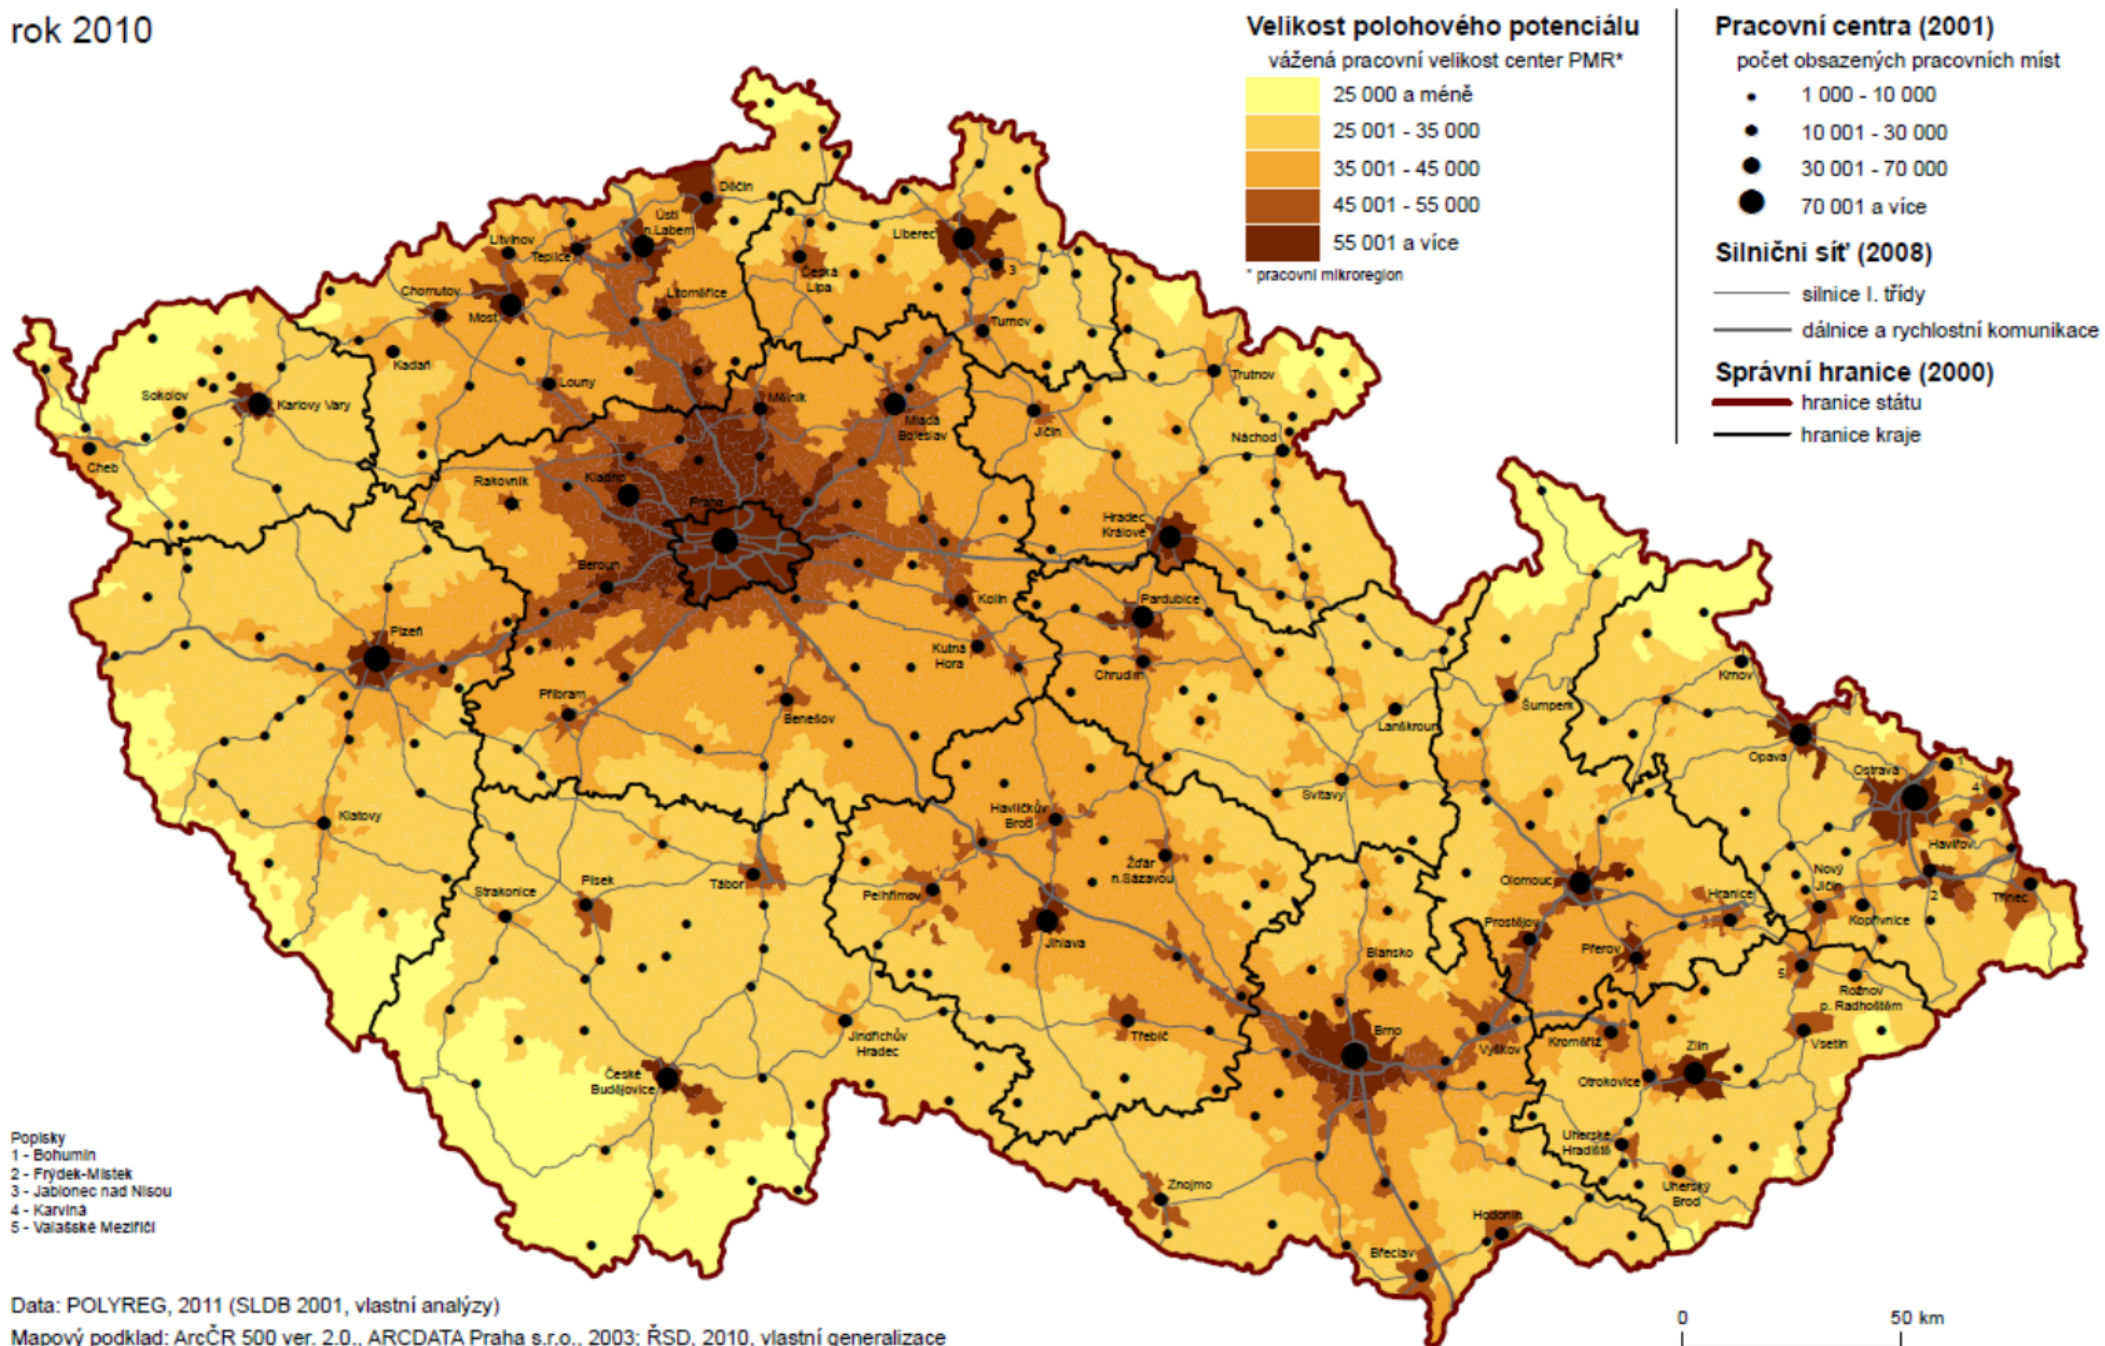 rok 2010
Velikost polohového potenciálu
vážená pracovní velikost center PMR*
25 000 a méně
25 001 - 35 000
35 001 - 45 000
45 001 - 55 000
55 001 a více
* pracovní mikroregion
Pracovní centra (2001)
počet obsazených pracovních míst
1 000 - 10 000
10 001 - 30 000
30 001 - 70 000
70 001 a více
Silniční síť (2008)
silnice I. třídy
dálnice a rychlostní komunikace
Správní hranice (2000)
hranice státu
hranice kraje
Děčín
Ústí
n.Labem
Litvínov
Teplice
Liberec
3
Česká
Lípa
Chomutov
Most
Litoměřice
Turnov
Kadaň
Louny
Trutnov
Sokolov
Karlovy Vary
Mělník
Mladá
Boleslav
Jičín
Náchod
Cheb
Rakovník
Kladno
Praha
Hradec
Králové
Beroun
Kolín
Pardubice
Plzeň
Kutná
Hora
Chrudim
Krnov
Příbram
Benešov
Lanškroun
Šumperk
Opava
Ostrava
1
4
Klatovy
Svitavy
Havlíčkův
Brod
Havířov
Žďár
n.Sázavou
Strakonice
Písek
Tábor
Pelhřimov
Olomouc
Hranice
Nový
Jičín
2
Třinec
Jihlava
Prostějov
Přerov
Kopřivnice
Blansko
5
Rožnov
p. Radhoštěm
Třebíč
Brno
Vyškov
Kroměříž
Zlín
Vsetín
Jindřichův
Hradec
České
Budějovice
Otrokovice
Uherské
Hradiště
Uherský
Brod
Znojmo
Hodonín
Břeclav
Popisky
1 - Bohumín
2 - Frýdek-Místek
3 - Jablonec nad Nisou
4 - Karviná
5 - Valašské Meziříčí
Data: POLYREG, 2011 (SLDB 2001, vlastní analýzy)
Mapový podklad: ArcČR 500 ver. 2.0., ARCDATA Praha s.r.o., 2003; ŘSD, 2010, vlastní generalizace
0
50 km